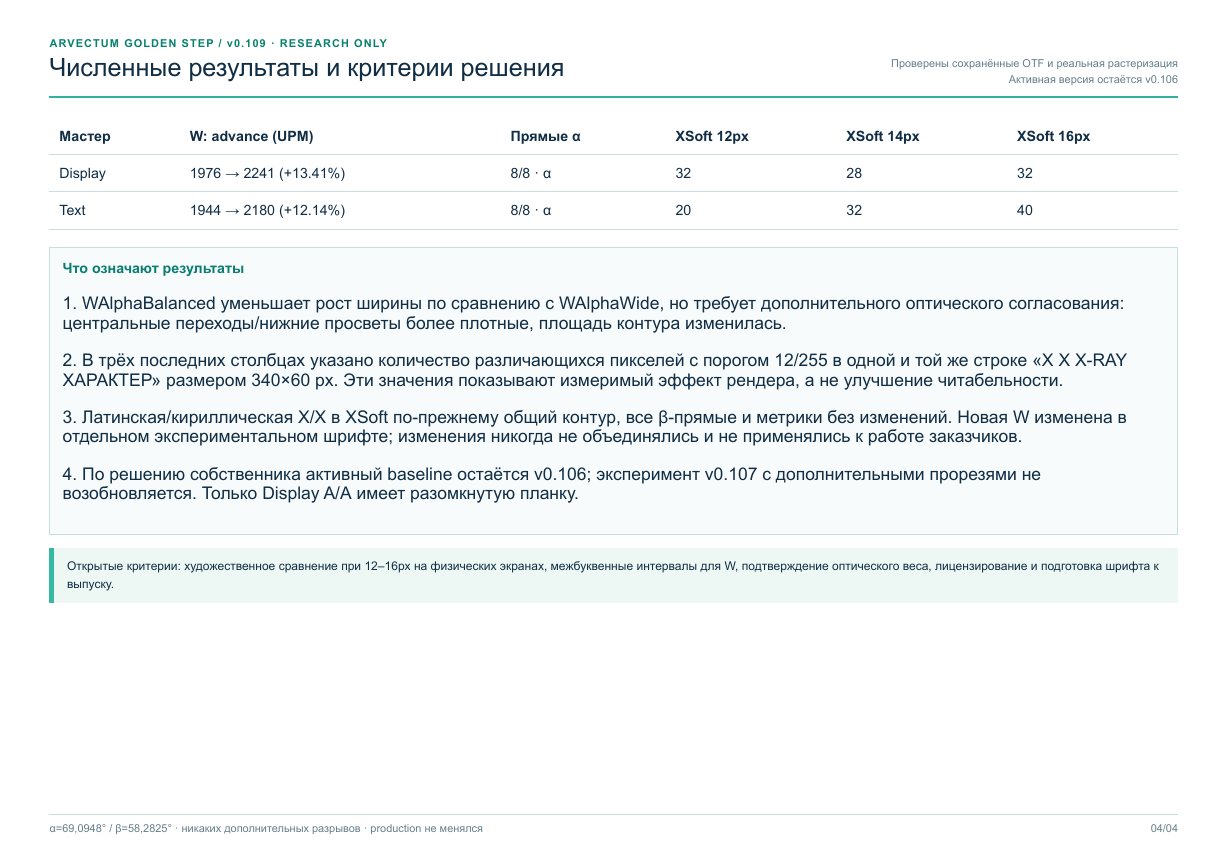 ARVECTUM GOLDEN STEP / v0.109 · RESEARCH ONLY
Численные результаты и критерии решения
Проверены сохранённые OTF и реальная растеризация
Активная версия остаётся v0.106
Мастер W: advance (UPM) Прямые α XSoft 12px XSoft 14px XSoft 16px
Display 1976 → 2241 (+13.41%) 8/8 · α 32 28 32
Text 1944 → 2180 (+12.14%) 8/8 · α 20 32 40
Что означают результаты
1. WAlphaBalanced уменьшает рост ширины по сравнению с WAlphaWide, но требует дополнительного оптического согласования:
центральные переходы/нижние просветы более плотные, площадь контура изменилась.
2. В трёх последних столбцах указано количество различающихся пикселей с порогом 12/255 в одной и той же строке «X Х X-RAY
ХАРАКТЕР» размером 340×60 px. Эти значения показывают измеримый эффект рендера, а не улучшение читабельности.
3. Латинская/кириллическая X/Х в XSoft по-прежнему общий контур, все β-прямые и метрики без изменений. Новая W изменена в
отдельном экспериментальном шрифте; изменения никогда не объединялись и не применялись к работе заказчиков.
4. По решению собственника активный baseline остаётся v0.106; эксперимент v0.107 с дополнительными прорезями не
возобновляется. Только Display A/А имеет разомкнутую планку.
Открытые критерии: художественное сравнение при 12–16px на физических экранах, межбуквенные интервалы для W, подтверждение оптического веса, лицензирование и подготовка шрифта к
выпуску.
α=69,0948° / β=58,2825° · никаких дополнительных разрывов · production не менялся
04/04